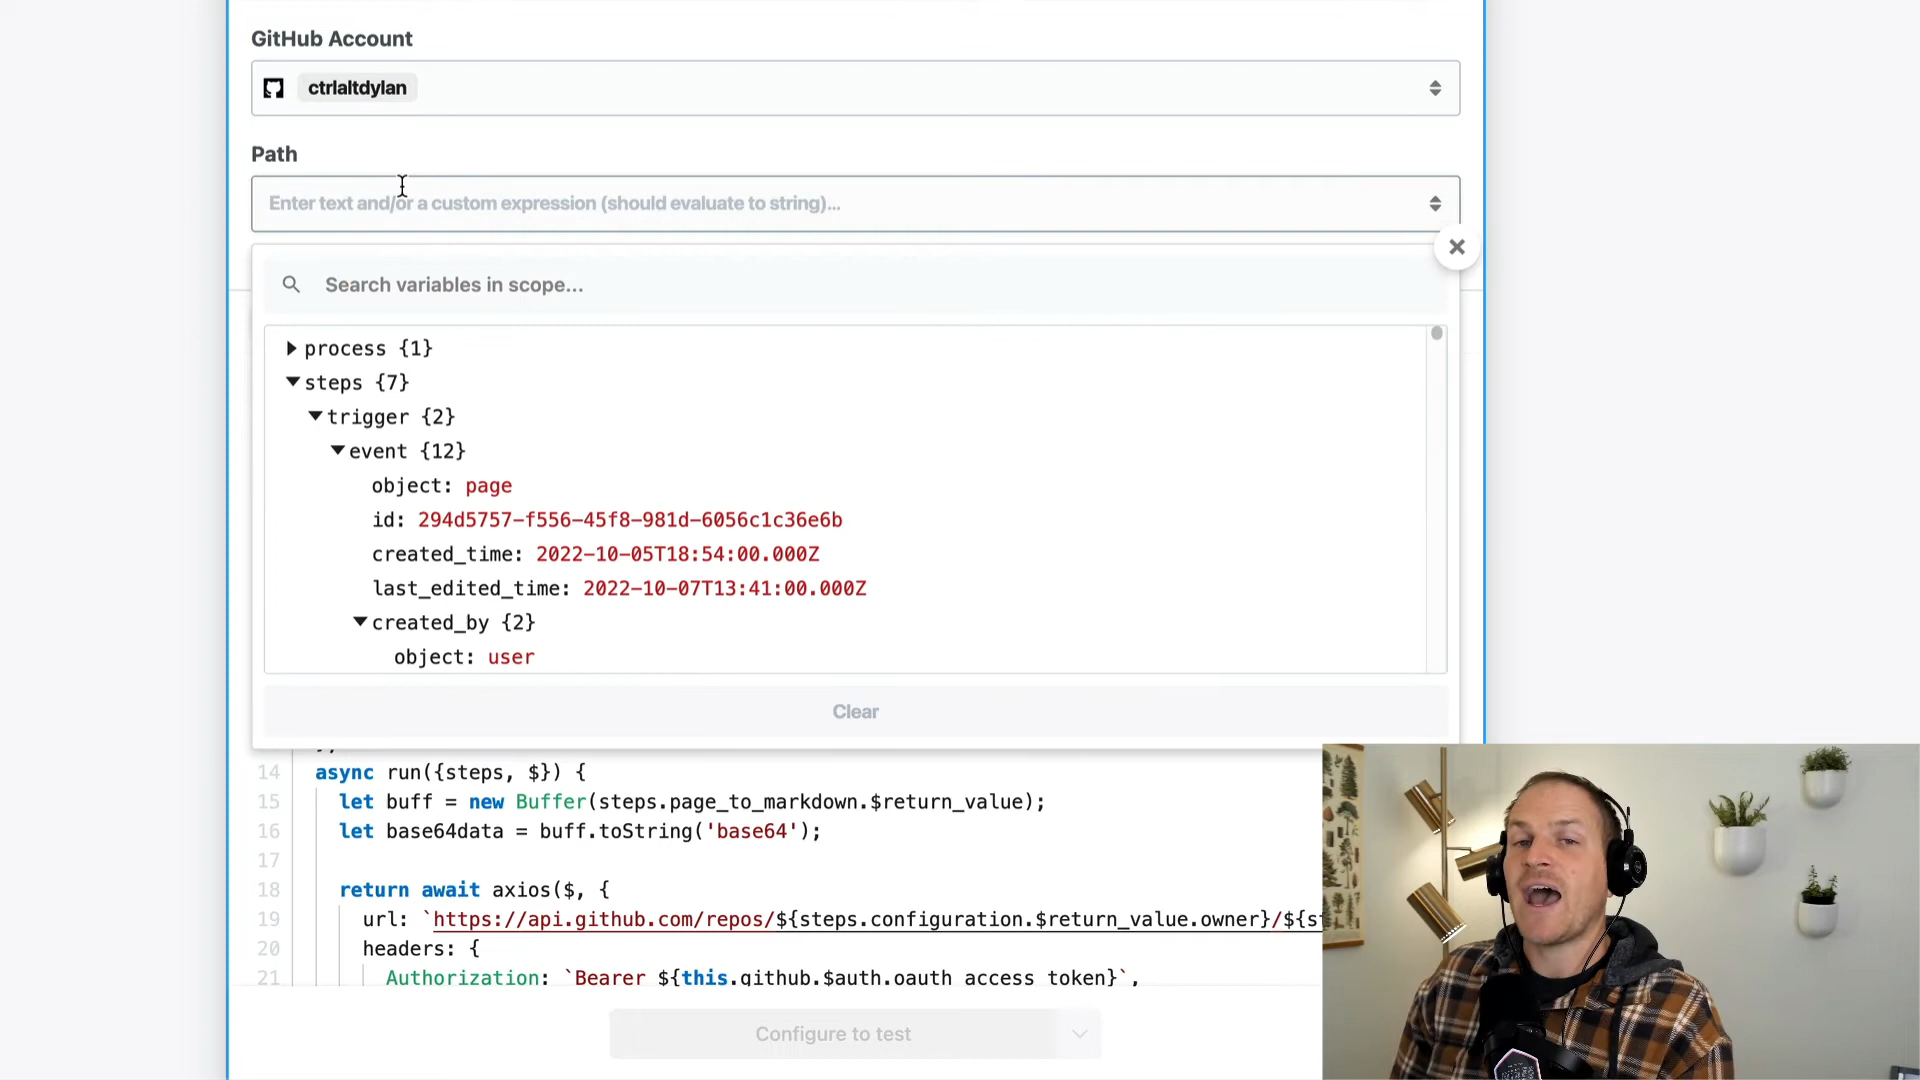 GitHub Account
ctrlaltdylan
Path
Enter text and/or a custom expression (should evaluate to string)...
Search variables in scope...
process {1}
steps {7}
trigger {2}
event {12}
object: page
id: 294d5757-f556-45f8-981d-6056c1c36e6b
created_time: 2022-10-05T18:54:00.000Z
last_edited_time: 2022-10-07T13:41:00.000Z
created_by {2}
object: user
Clear
14 async run({steps, $}) {
15 let buff = new Buffer(steps.page_to_markdown.$return_value);
16 let base64data = buff.toString('base64');
17
18 return await axios($, {
19 url: `https://api.github.com/repos/${steps.configuration.$return_value.owner}/${st
20 headers: {
21 Authorization: `Bearer ${this.github.$auth.oauth_access_token}`,
Configure to test